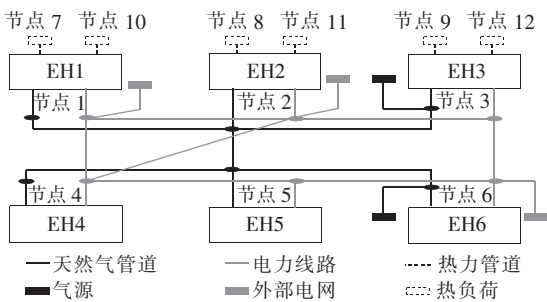 节点 7 节点 10 节点 8 节点 11 节点 9 节点 12
EH1 EH2 EH3
节点 1 节点 2 节点 3
节点 4 节点 5 节点 6
EH4 EH5 EH6
天然气管道 电力线路 热力管道
气源 外部电网 热负荷